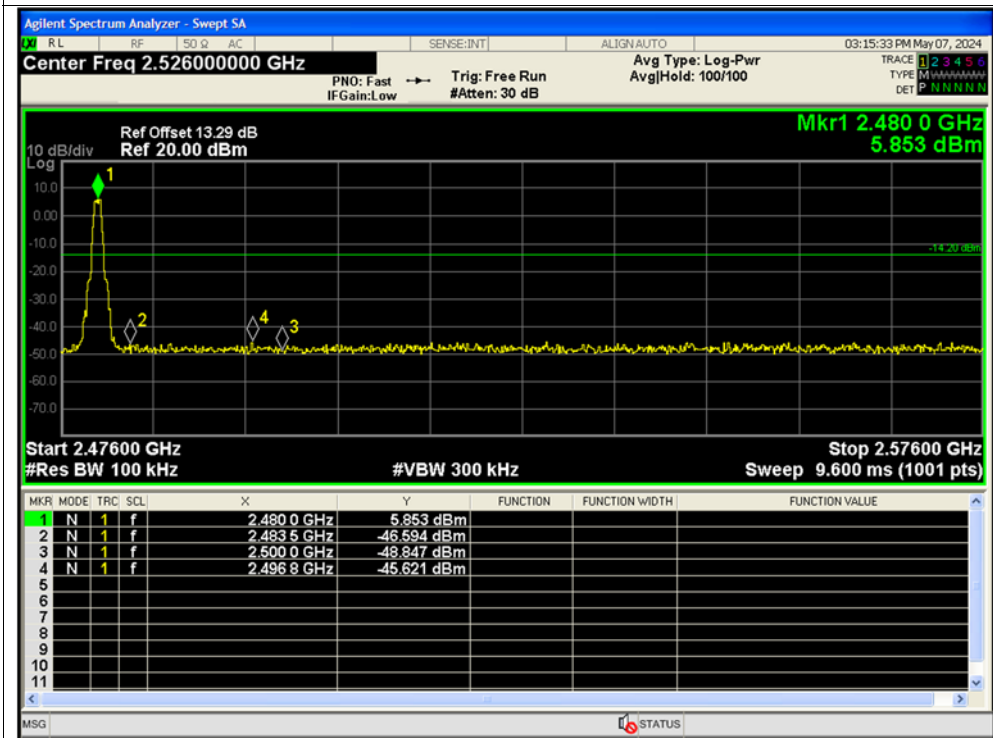 Agilent Spectrum Analyzer - Swept SA
LXI RL RF 50 Ω AC SENSE:INT ALIGN AUTO 03:15:33 PM May 07, 2024
Center Freq 2.526000000 GHz Avg Type: Log-Pwr TRACE 1 2 3 4 5 6
PNO: Fast Trig: Free Run Avg|Hold: 100/100 TYPE M
IFGain:Low #Atten: 30 dB DET P N N N N N
Mkr1 2.480 0 GHz
Ref Offset 13.29 dB
10 dB/div Ref 20.00 dBm 5.853 dBm
Log
1
10.0
0.00
-10.0
-14.20 dBm
-20.0
-30.0
2 4 3
-40.0
-50.0
-60.0
-70.0
Start 2.47600 GHz Stop 2.57600 GHz
#Res BW 100 kHz #VBW 300 kHz Sweep 9.600 ms (1001 pts)
MKR MODE TRC SCL X Y FUNCTION FUNCTION WIDTH FUNCTION VALUE
1 N 1 f 2.480 0 GHz 5.853 dBm
2 N 1 f 2.483 5 GHz -46.594 dBm
3 N 1 f 2.500 0 GHz -48.847 dBm
4 N 1 f 2.496 8 GHz -45.621 dBm
5
6
7
8
9
10
11
MSG STATUS